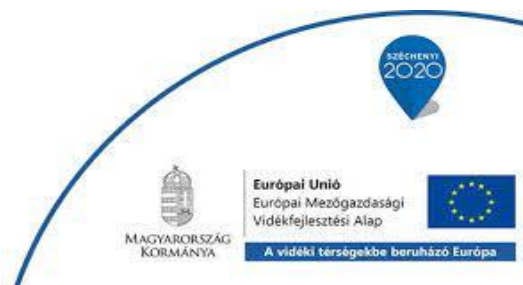 SZÉCHENYI
2020
Európai Unió
Európai Mezőgazdasági
Vidékfejlesztési Alap
MAGYARORSZÁG
KORMÁNYA
A vidéki térségekbe beruházó Európa